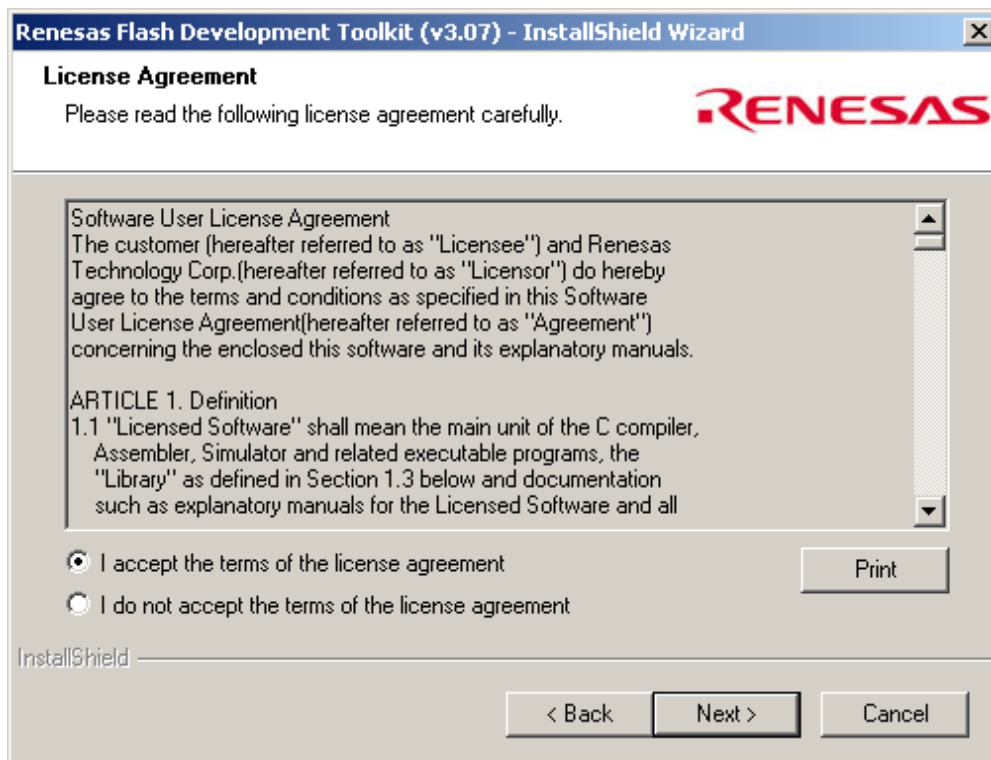 Renesas Flash Development Toolkit (v3.07) - InstallShield Wizard
License Agreement
Please read the following license agreement carefully.
RENESAS
Software User License Agreement
The customer (hereafter referred to as "Licensee") and Renesas
Technology Corp.(hereafter referred to as "Licensor") do hereby
agree to the terms and conditions as specified in this Software
User License Agreement(hereafter referred to as "Agreement")
concerning the enclosed this software and its explanatory manuals.
ARTICLE 1. Definition
1.1 "Licensed Software" shall mean the main unit of the C compiler,
Assembler, Simulator and related executable programs, the
"Library" as defined in Section 1.3 below and documentation
such as explanatory manuals for the Licensed Software and all
I accept the terms of the license agreement
Print
I do not accept the terms of the license agreement
InstallShield
< Back
Next >
Cancel